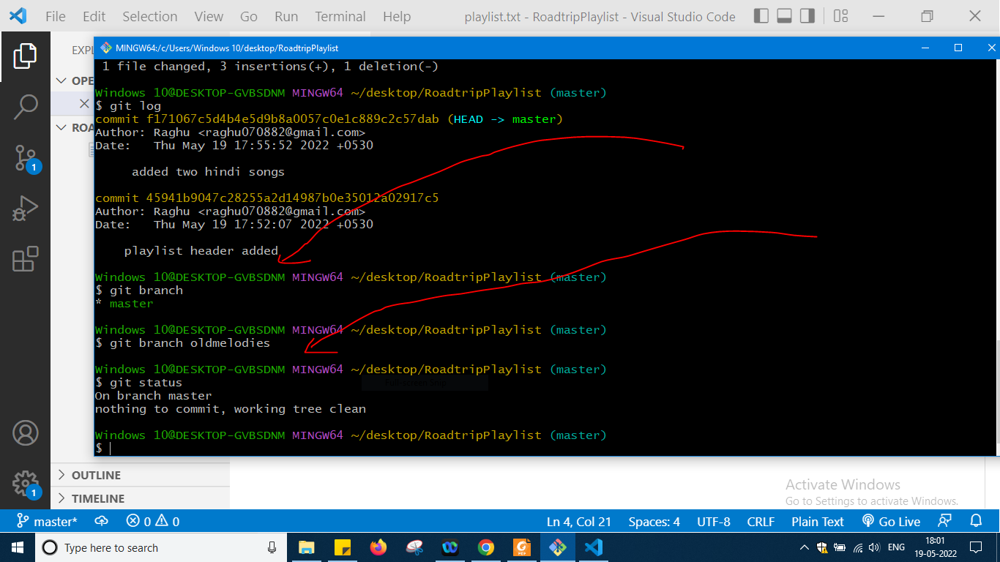 File Edit Selection View Go Run Terminal Help playlist.txt - RoadtripPlaylist - Visual Studio Code
EXPL
MINGW64:/c/Users/Windows 10/desktop/RoadtripPlaylist
OPE
ROA
1
1 file changed, 3 insertions(+), 1 deletion(-)
Windows 10@DESKTOP-GVBSDNM MINGW64 ~/desktop/RoadtripPlaylist (master)
$ git log
commit f171067c5d4b4e5d9b8a0057c0e1c889c2c57dab (HEAD -> master)
Author: Raghu <raghu070882@gmail.com>
Date:   Thu May 19 17:55:52 2022 +0530
added two hindi songs
commit 45941b9047c28255a2d14987b0e35012a02917c5
Author: Raghu <raghu070882@gmail.com>
Date:   Thu May 19 17:52:07 2022 +0530
playlist header added
Windows 10@DESKTOP-GVBSDNM MINGW64 ~/desktop/RoadtripPlaylist (master)
$ git branch
* master
Windows 10@DESKTOP-GVBSDNM MINGW64 ~/desktop/RoadtripPlaylist (master)
$ git branch oldmelodies
Windows 10@DESKTOP-GVBSDNM MINGW64 ~/desktop/RoadtripPlaylist (master)
$ git status
Full-screen Snip
On branch master
nothing to commit, working tree clean
Windows 10@DESKTOP-GVBSDNM MINGW64 ~/desktop/RoadtripPlaylist (master)
$
OUTLINE
TIMELINE
1
Activate Windows
Go to Settings to activate Windows.
master* 0 0 Ln 4, Col 21 Spaces: 4 UTF-8 CRLF Plain Text Go Live
Type here to search
PDF
ENG
18:01
19-05-2022